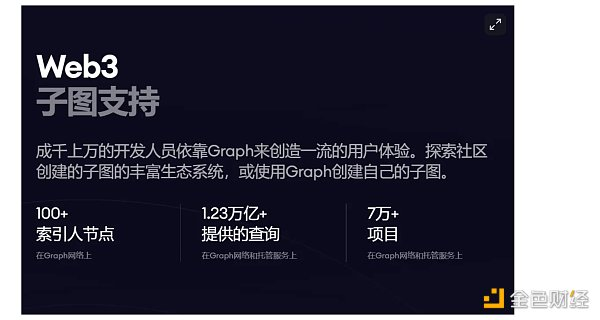 Web3
子图支持
成千上万的开发人员依靠Graph来创造一流的用户体验。探索社区
创建的子图的丰富生态系统，或使用Graph创建自己的子图。
100+
索引人节点
在Graph网络上
1.23万亿+
提供的查询
在Graph网络和托管服务上
7万+
项目
在Graph网络和托管服务上
金色财经